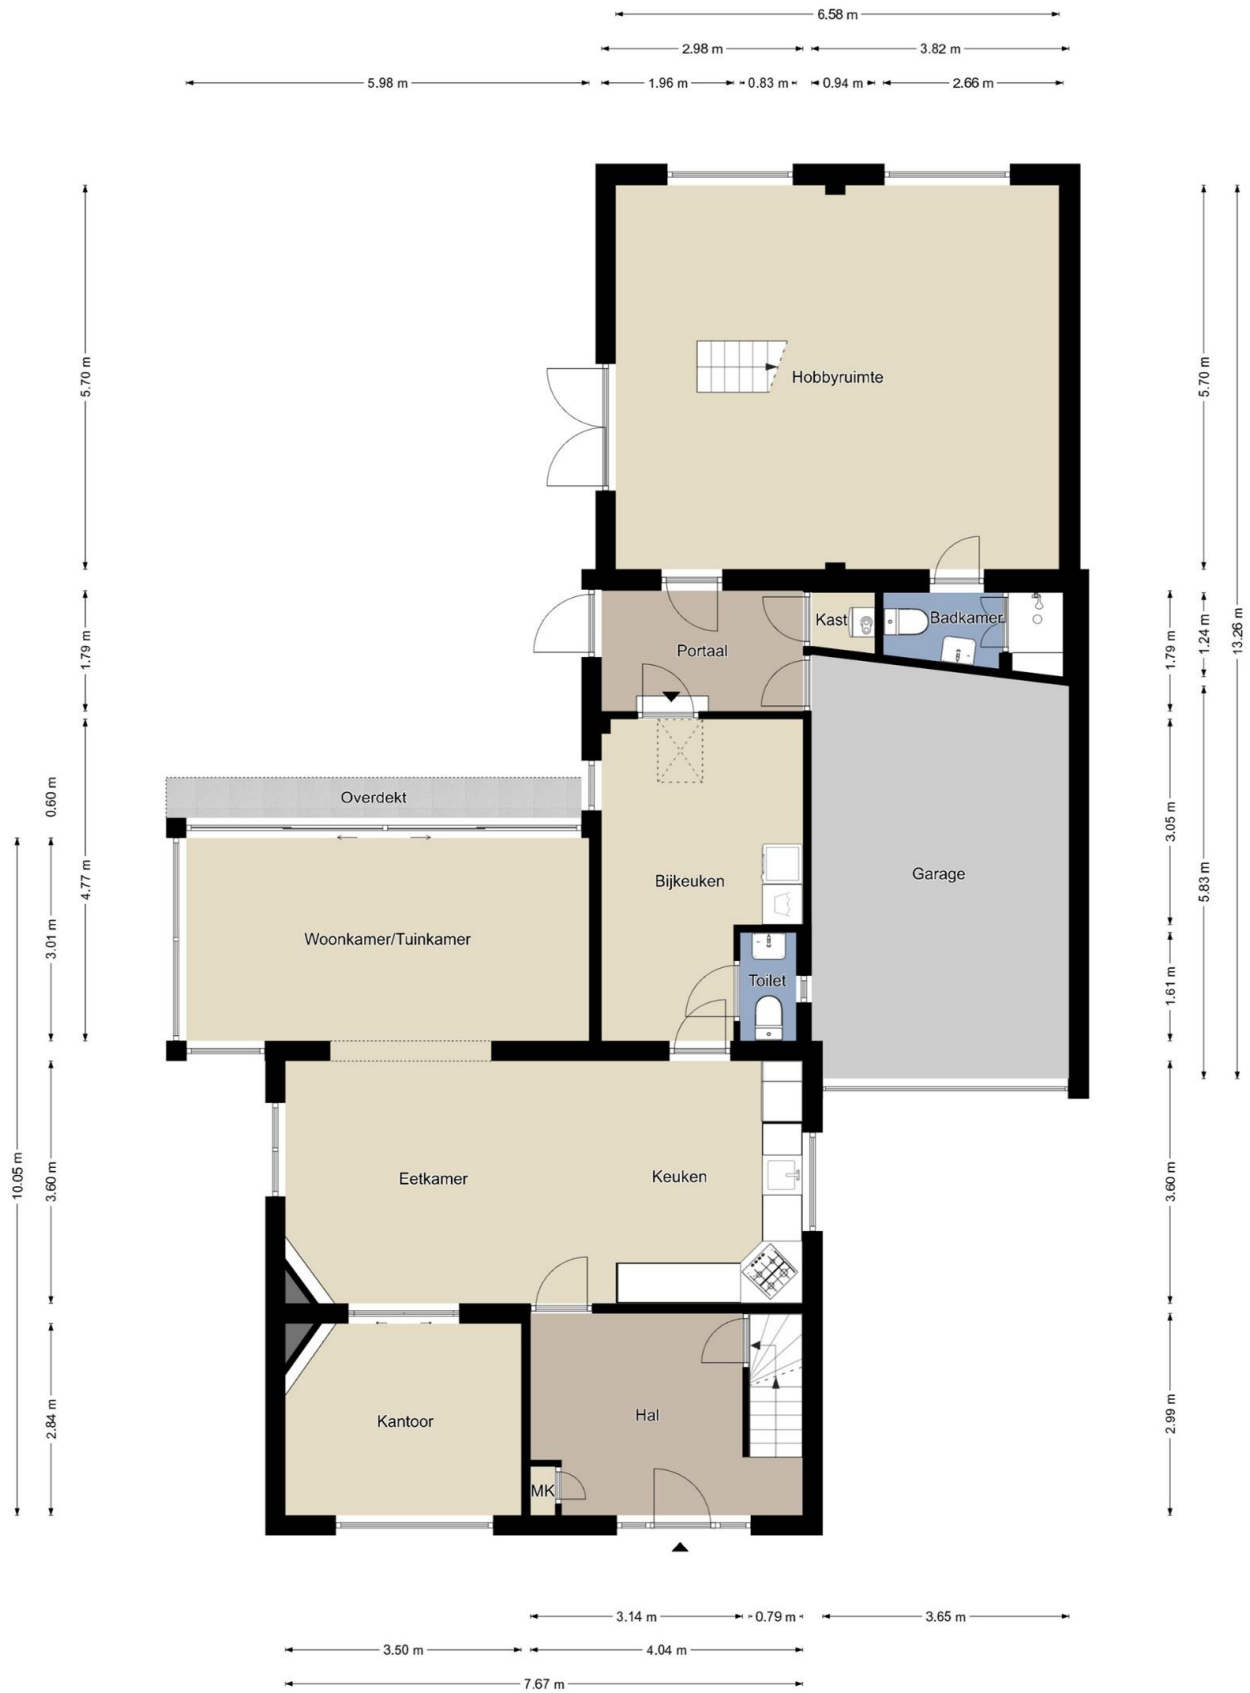 6.58 m
2.98 m
3.82 m
5.98 m
1.96 m
0.83 m
0.94 m
2.66 m
5.70 m
Hobbyruimte
5.70 m
13.26 m
1.79 m
Portaal
Kast
Badkamer
1.79 m
1.24 m
0.60 m
Overdekt
4.77 m
3.01 m
10.05 m
Woonkamer/Tuinkamer
Bijkeuken
Toilet
Garage
3.05 m
5.83 m
1.61 m
3.60 m
Eetkamer
Keuken
3.60 m
2.84 m
Kantoor
Hal
MK
2.99 m
3.14 m
0.79 m
3.65 m
3.50 m
4.04 m
7.67 m